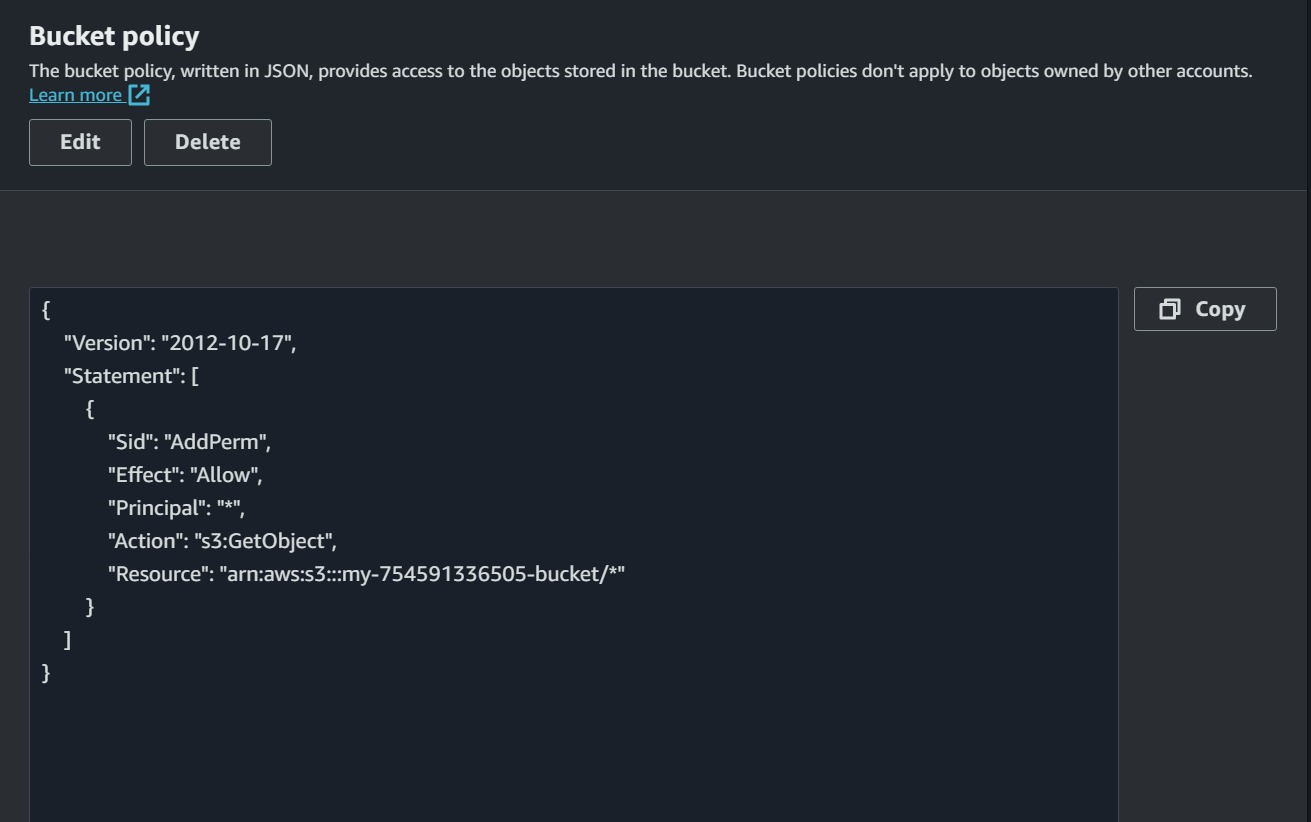 Bucket policy
The bucket policy, written in JSON, provides access to the objects stored in the bucket. Bucket policies don't apply to objects owned by other accounts.
Learn more
Edit Delete
Copy
{
"Version": "2012-10-17",
"Statement": [
{
"Sid": "AddPerm",
"Effect": "Allow",
"Principal": "*",
"Action": "s3:GetObject",
"Resource": "arn:aws:s3:::my-754591336505-bucket/*"
}
]
}